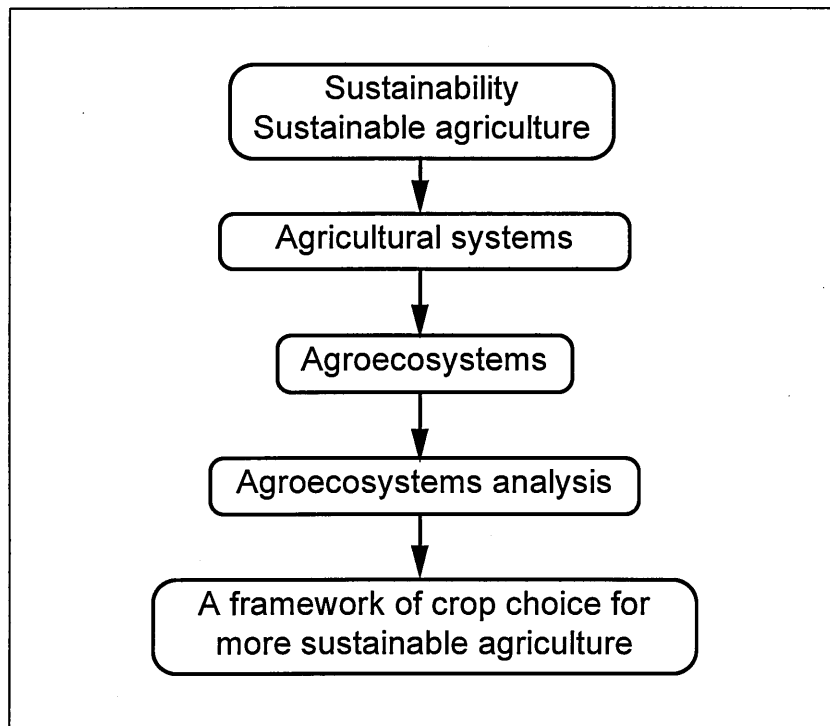 Sustainability
Sustainable agriculture
Agricultural systems
Agroecosystems
Agroecosystems analysis
A framework of crop choice for
more sustainable agriculture